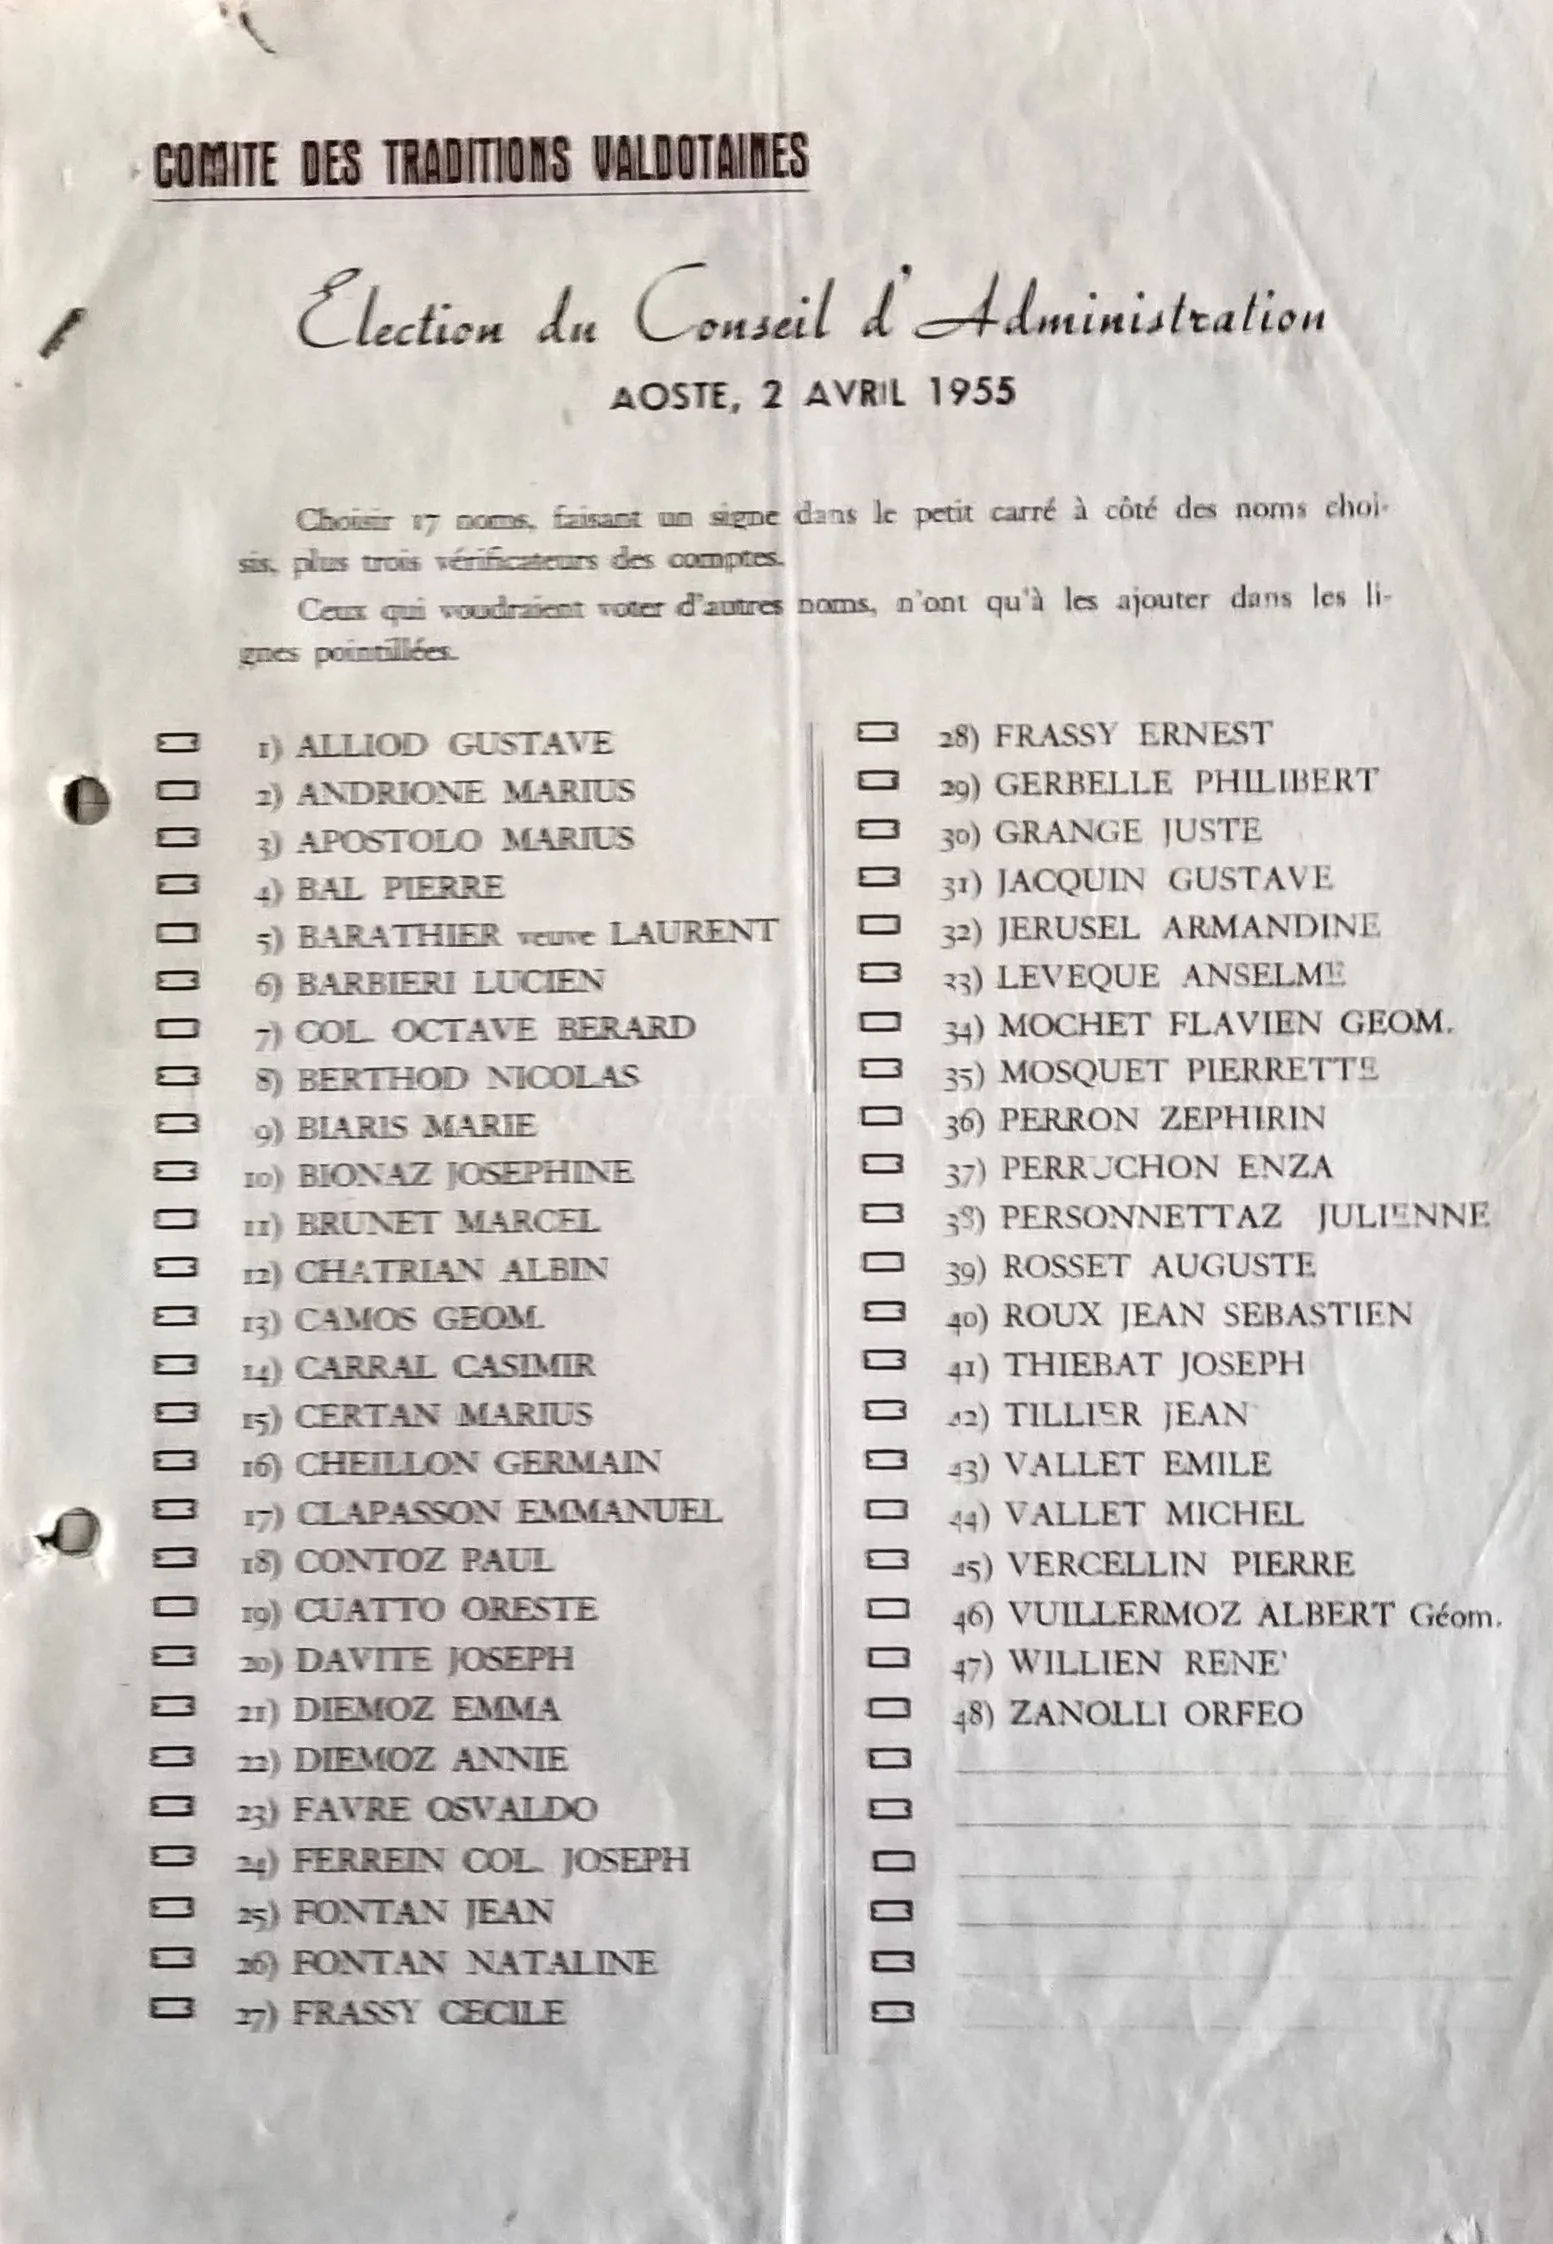 COMITE DES TRADITIONS VALDOTAINES
Election du Conseil d'Administration
AOSTE, 2 AVRIL 1955
Choisir 17 noms, faisant un signe dans le petit carré à côté des noms choi-
sis, plus trois vérificateurs des comptes.
Ceux qui voudraient voter d'autres noms, n'ont qu'à les ajouter dans les li-
gnes pointillées.
1) ALLIOD GUSTAVE
2) ANDRIONE MARIUS
3) APOSTOLO MARIUS
4) BAL PIERRE
5) BARATHIER veuve LAURENT
6) BARBIERI LUCIEN
7) COL. OCTAVE BERARD
8) BERTHOD NICOLAS
9) BIARIS MARIE
10) BIONAZ JOSEPHINE
11) BRUNET MARCEL
12) CHATRIAN ALBIN
13) CAMOS GEOM.
14) CARRAL CASIMIR
15) CERTAN MARIUS
16) CHEILLON GERMAIN
17) CLAPASSON EMMANUEL
18) CONTOZ PAUL
19) CUATTO ORESTE
20) DAVITE JOSEPH
21) DIEMOZ EMMA
22) DIEMOZ ANNIE
23) FAVRE OSVALDO
24) FERREIN COL. JOSEPH
25) FONTAN JEAN
26) FONTAN NATALINE
27) FRASSY CECILE
28) FRASSY ERNEST
29) GERBELLE PHILIBERT
30) GRANGE JUSTE
31) JACQUIN GUSTAVE
32) JERUSEL ARMANDINE
33) LEVEQUE ANSELME
34) MOCHET FLAVIEN GEOM.
35) MOSQUET PIERRETTE
36) PERRON ZEPHIRIN
37) PERRUCHON ENZA
38) PERSONNETTAZ JULIENNE
39) ROSSET AUGUSTE
40) ROUX JEAN SEBASTIEN
41) THIEBAT JOSEPH
42) TILLIER JEAN
43) VALLET EMILE
44) VALLET MICHEL
45) VERCELLIN PIERRE
46) VUILLERMOZ ALBERT Géom.
47) WILLIEN RENE'
48) ZANOLLI ORFEO